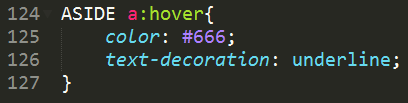 124 ASIDE a:hover{
125     color: #666;
126     text-decoration: underline;
127 }